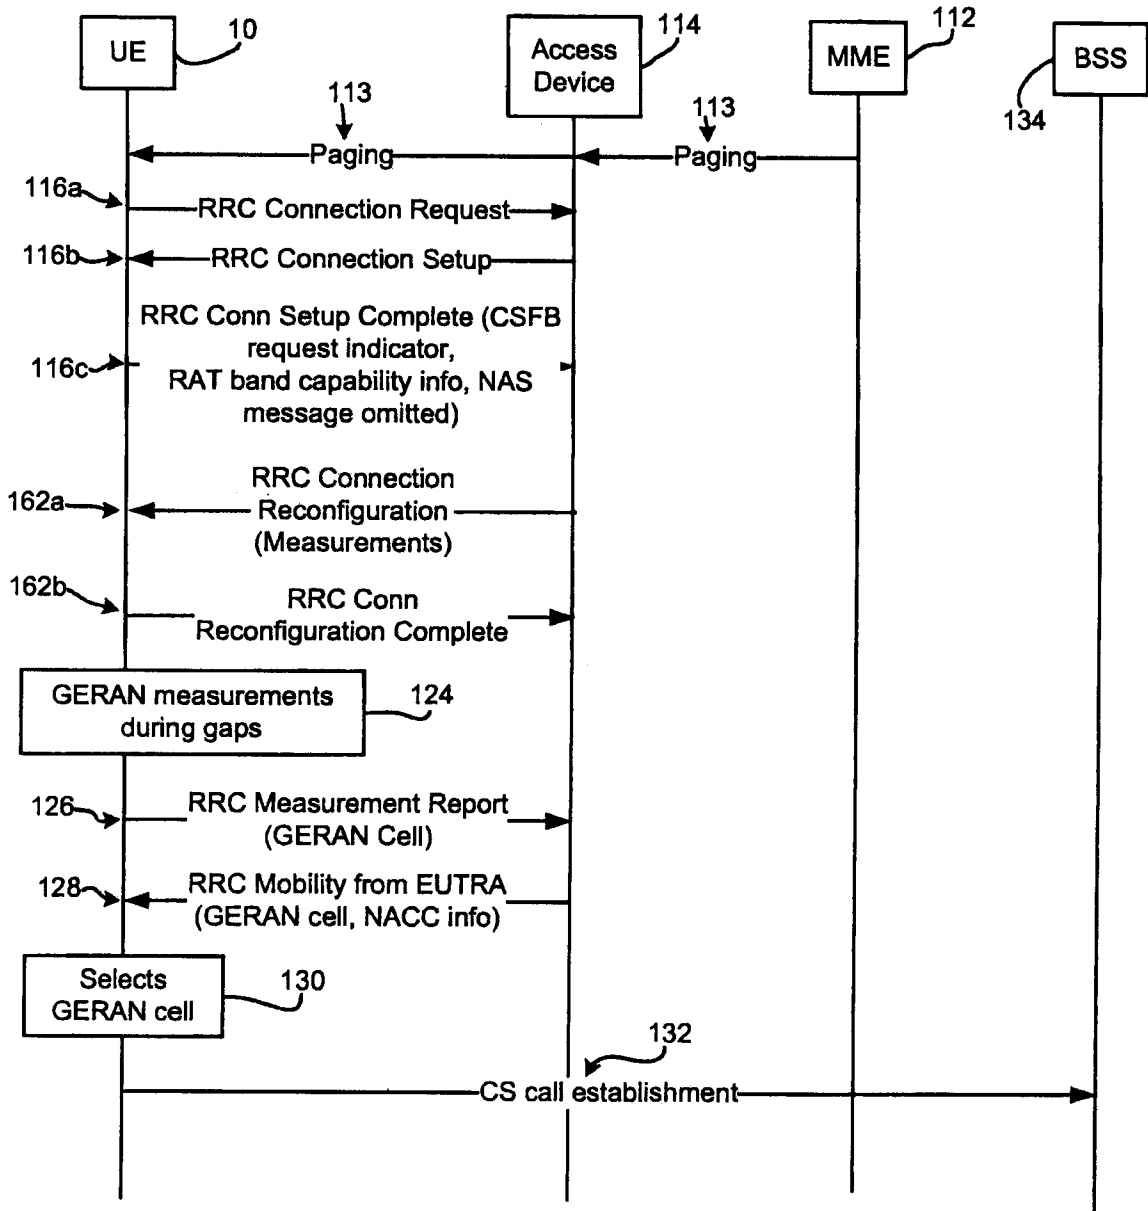 UE
10
Access
Device
114
MME
112
BSS
134
113
113
Paging
Paging
116a
RRC Connection Request
116b
RRC Connection Setup
RRC Conn Setup Complete (CSFB
request indicator,
116c
RAT band capability info, NAS
message omitted)
RRC Connection
162a
Reconfiguration
(Measurements)
162b
RRC Conn
Reconfiguration Complete
GERAN measurements
during gaps
124
126
RRC Measurement Report
(GERAN Cell)
128
RRC Mobility from EUTRA
(GERAN cell, NACC info)
Selects
GERAN cell
130
132
CS call establishment